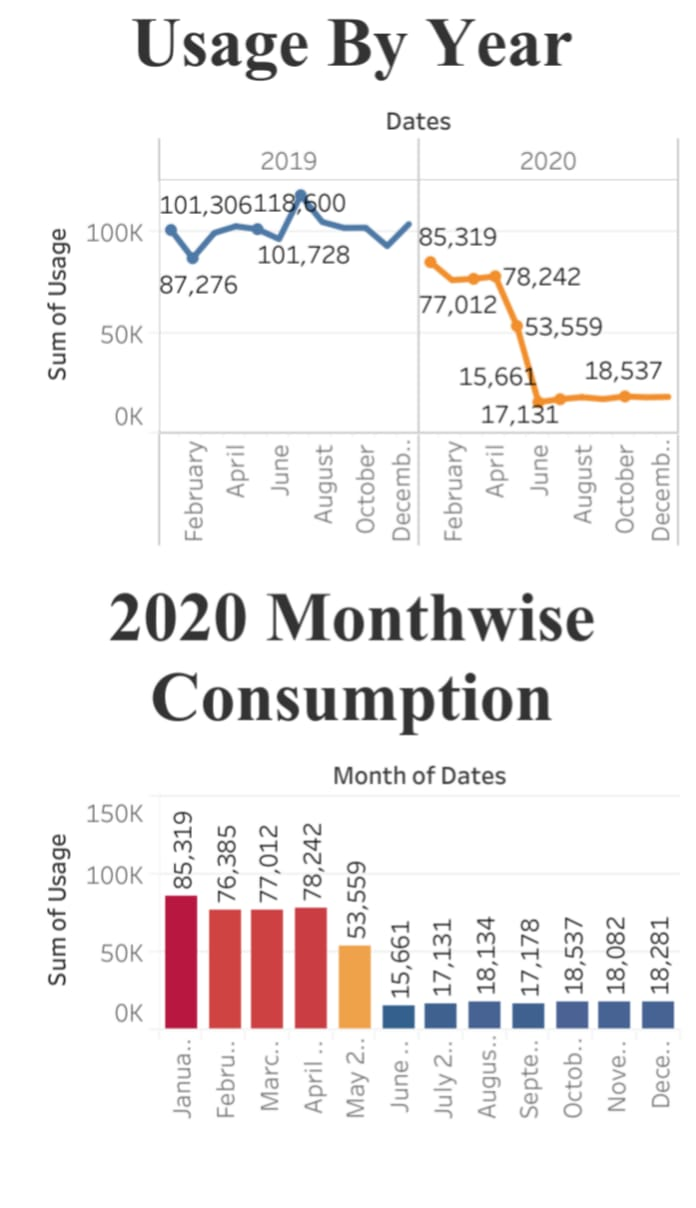 Usage By Year
Dates
2019 2020
Sum of Usage
100K
50K
0K
101,306
118,600
87,276
101,728
85,319
77,012
78,242
53,559
15,661
17,131
18,537
February
April
June
August
October
Decemb..
February
April
June
August
October
Decemb..
2020 Monthwise
Consumption
Month of Dates
Sum of Usage
150K
100K
50K
0K
85,319
76,385
77,012
78,242
53,559
15,661
17,131
18,134
17,178
18,537
18,082
18,281
Janua..
Febru..
Marc..
April ..
May 2..
June ..
July 2..
Augus..
Septe..
Octob..
Nove..
Dece..